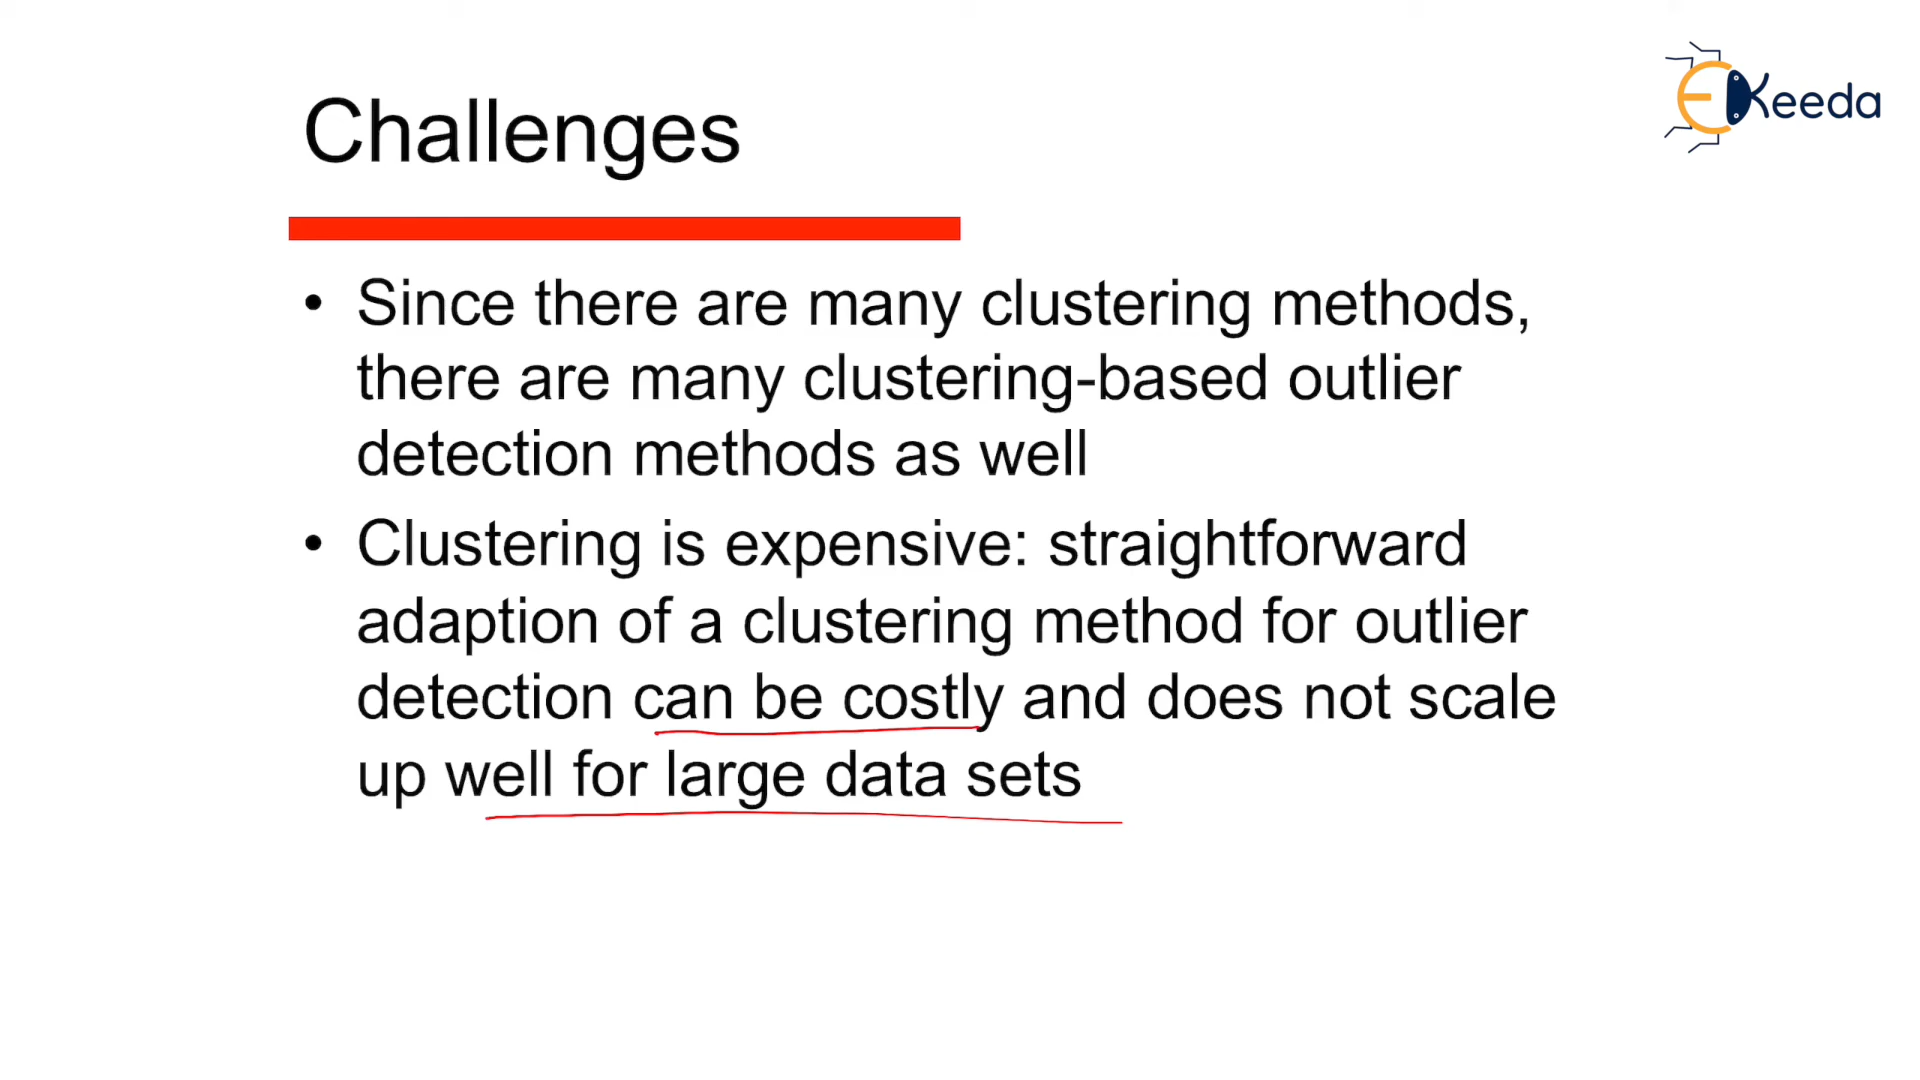 EKeeda
Challenges
• Since there are many clustering methods,
there are many clustering-based outlier
detection methods as well
• Clustering is expensive: straightforward
adaption of a clustering method for outlier
detection can be costly and does not scale
up well for large data sets